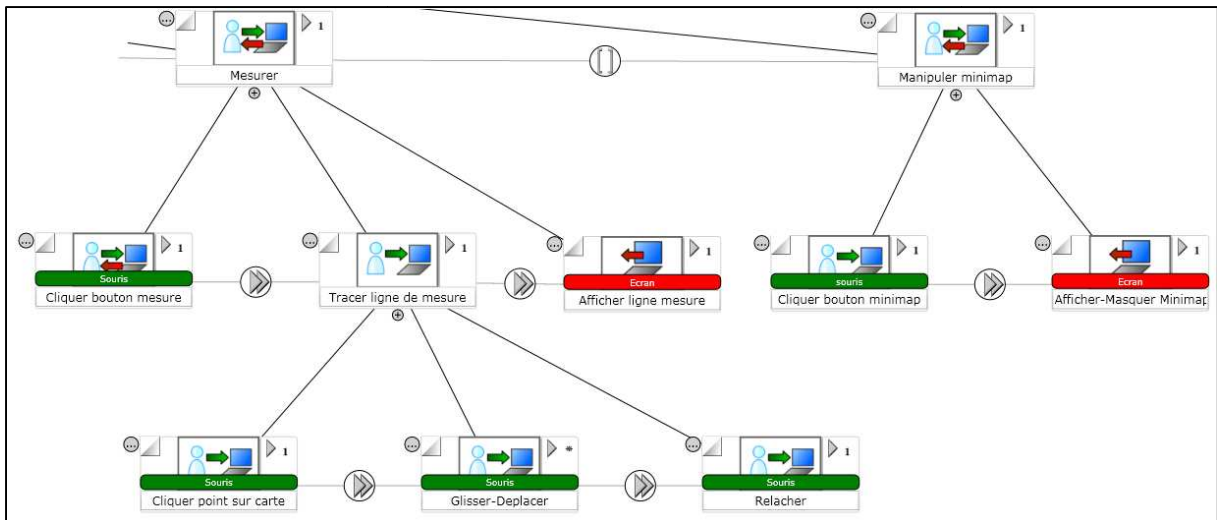 1
1
Mesurer
[ ]
Manipuler minimap
1
1
1
1
1
Souris
Ecran
souris
Ecran
Cliquer bouton mesure
Tracer ligne de mesure
Afficher ligne mesure
Cliquer bouton minimap
Afficher-Masquer Minimap
1
*
1
Souris
Souris
Souris
Cliquer point sur carte
Glisser-Deplacer
Relacher